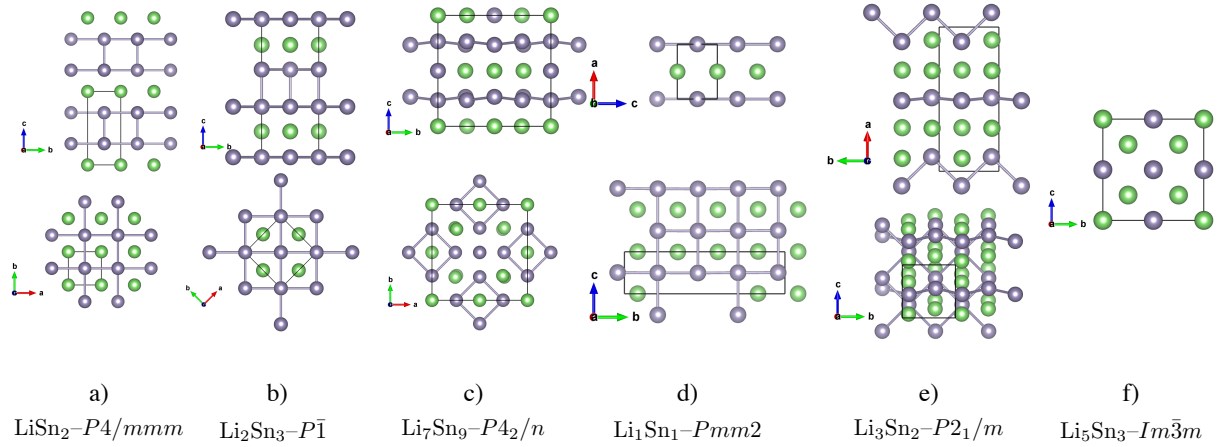 c
b
a
c
a
b
c
b
a
b
c
a
b
a
b
c
b
b
a
b
a
b
a
c
a
b
c
a
b
a) b) c) d) e) f)
LiSn₂–P4/mmm Li₂Sn₃–P1̄ Li₇Sn₉–P4₂/n Li₁Sn₁–Pmm2 Li₃Sn₂–P2₁/m Li₅Sn₃–Im3̄m